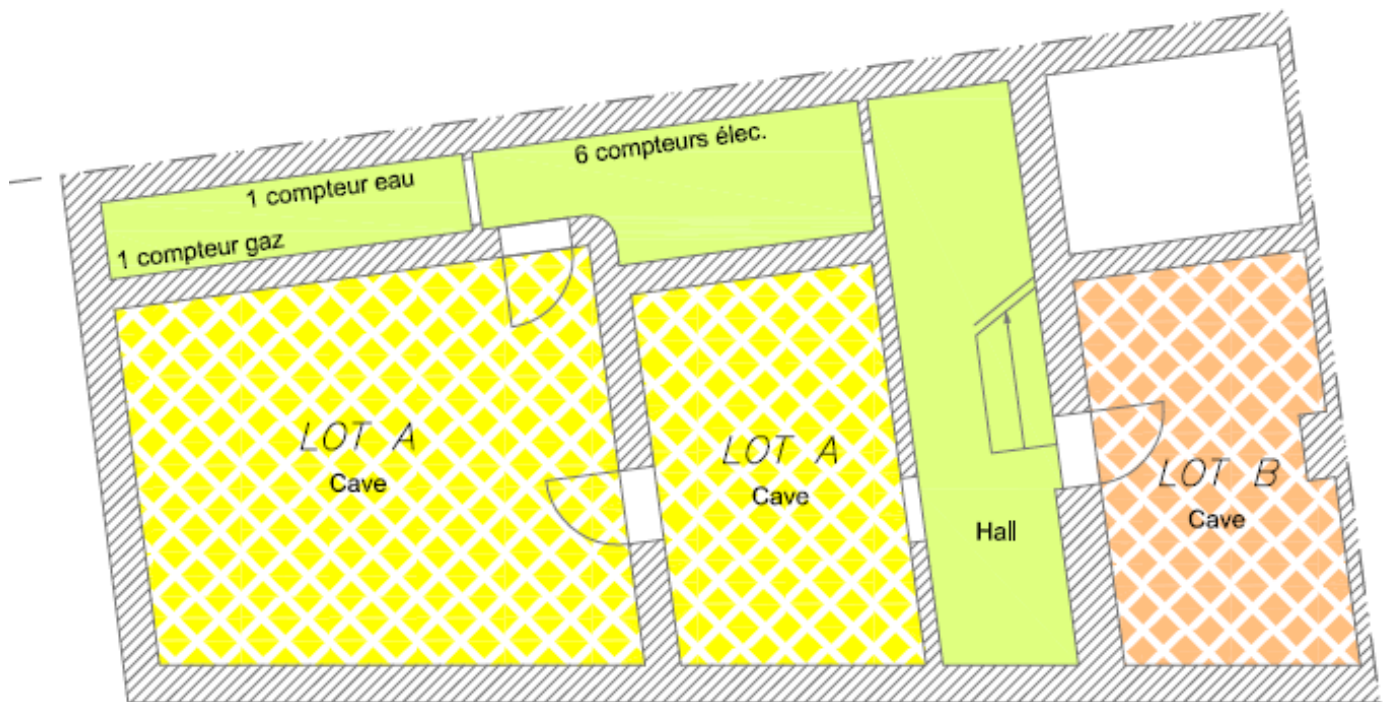 6 compteurs élec.
1 compteur eau
1 compteur gaz
LOT A
Cave
LOT A
Cave
Hall
LOT B
Cave